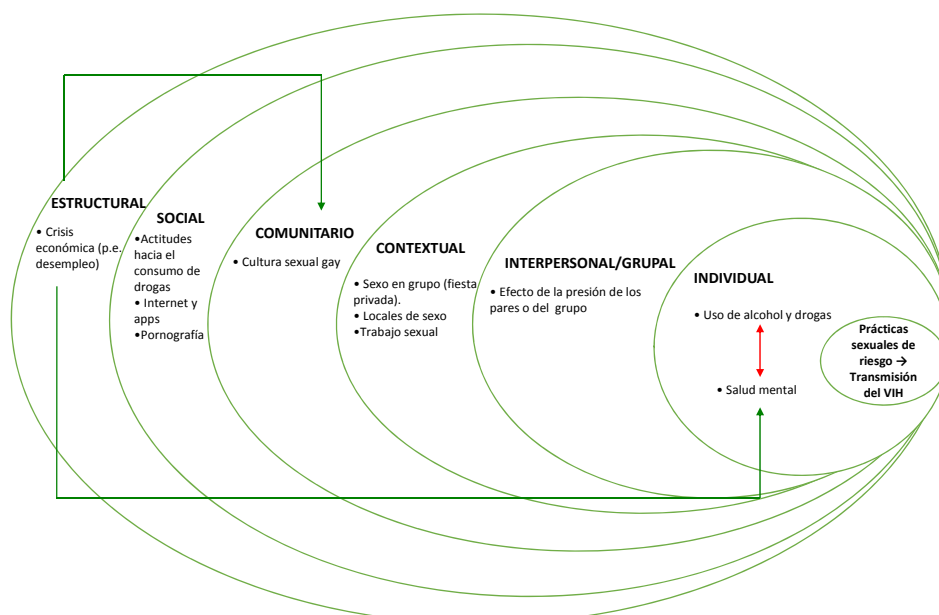 ESTRUCTURAL
• Crisis
económica (p.e.
desempleo)
SOCIAL
•Actitudes
hacia el
consumo de
drogas
• Internet y
apps
•Pornografía
COMUNITARIO
• Cultura sexual gay
CONTEXTUAL
• Sexo en grupo (fiesta
privada).
• Locales de sexo
•Trabajo sexual
INTERPERSONAL/GRUPAL
• Efecto de la presión de los
pares o del grupo
INDIVIDUAL
• Uso de alcohol y drogas
• Salud mental
Prácticas
sexuales de
riesgo →
Transmisión
del VIH